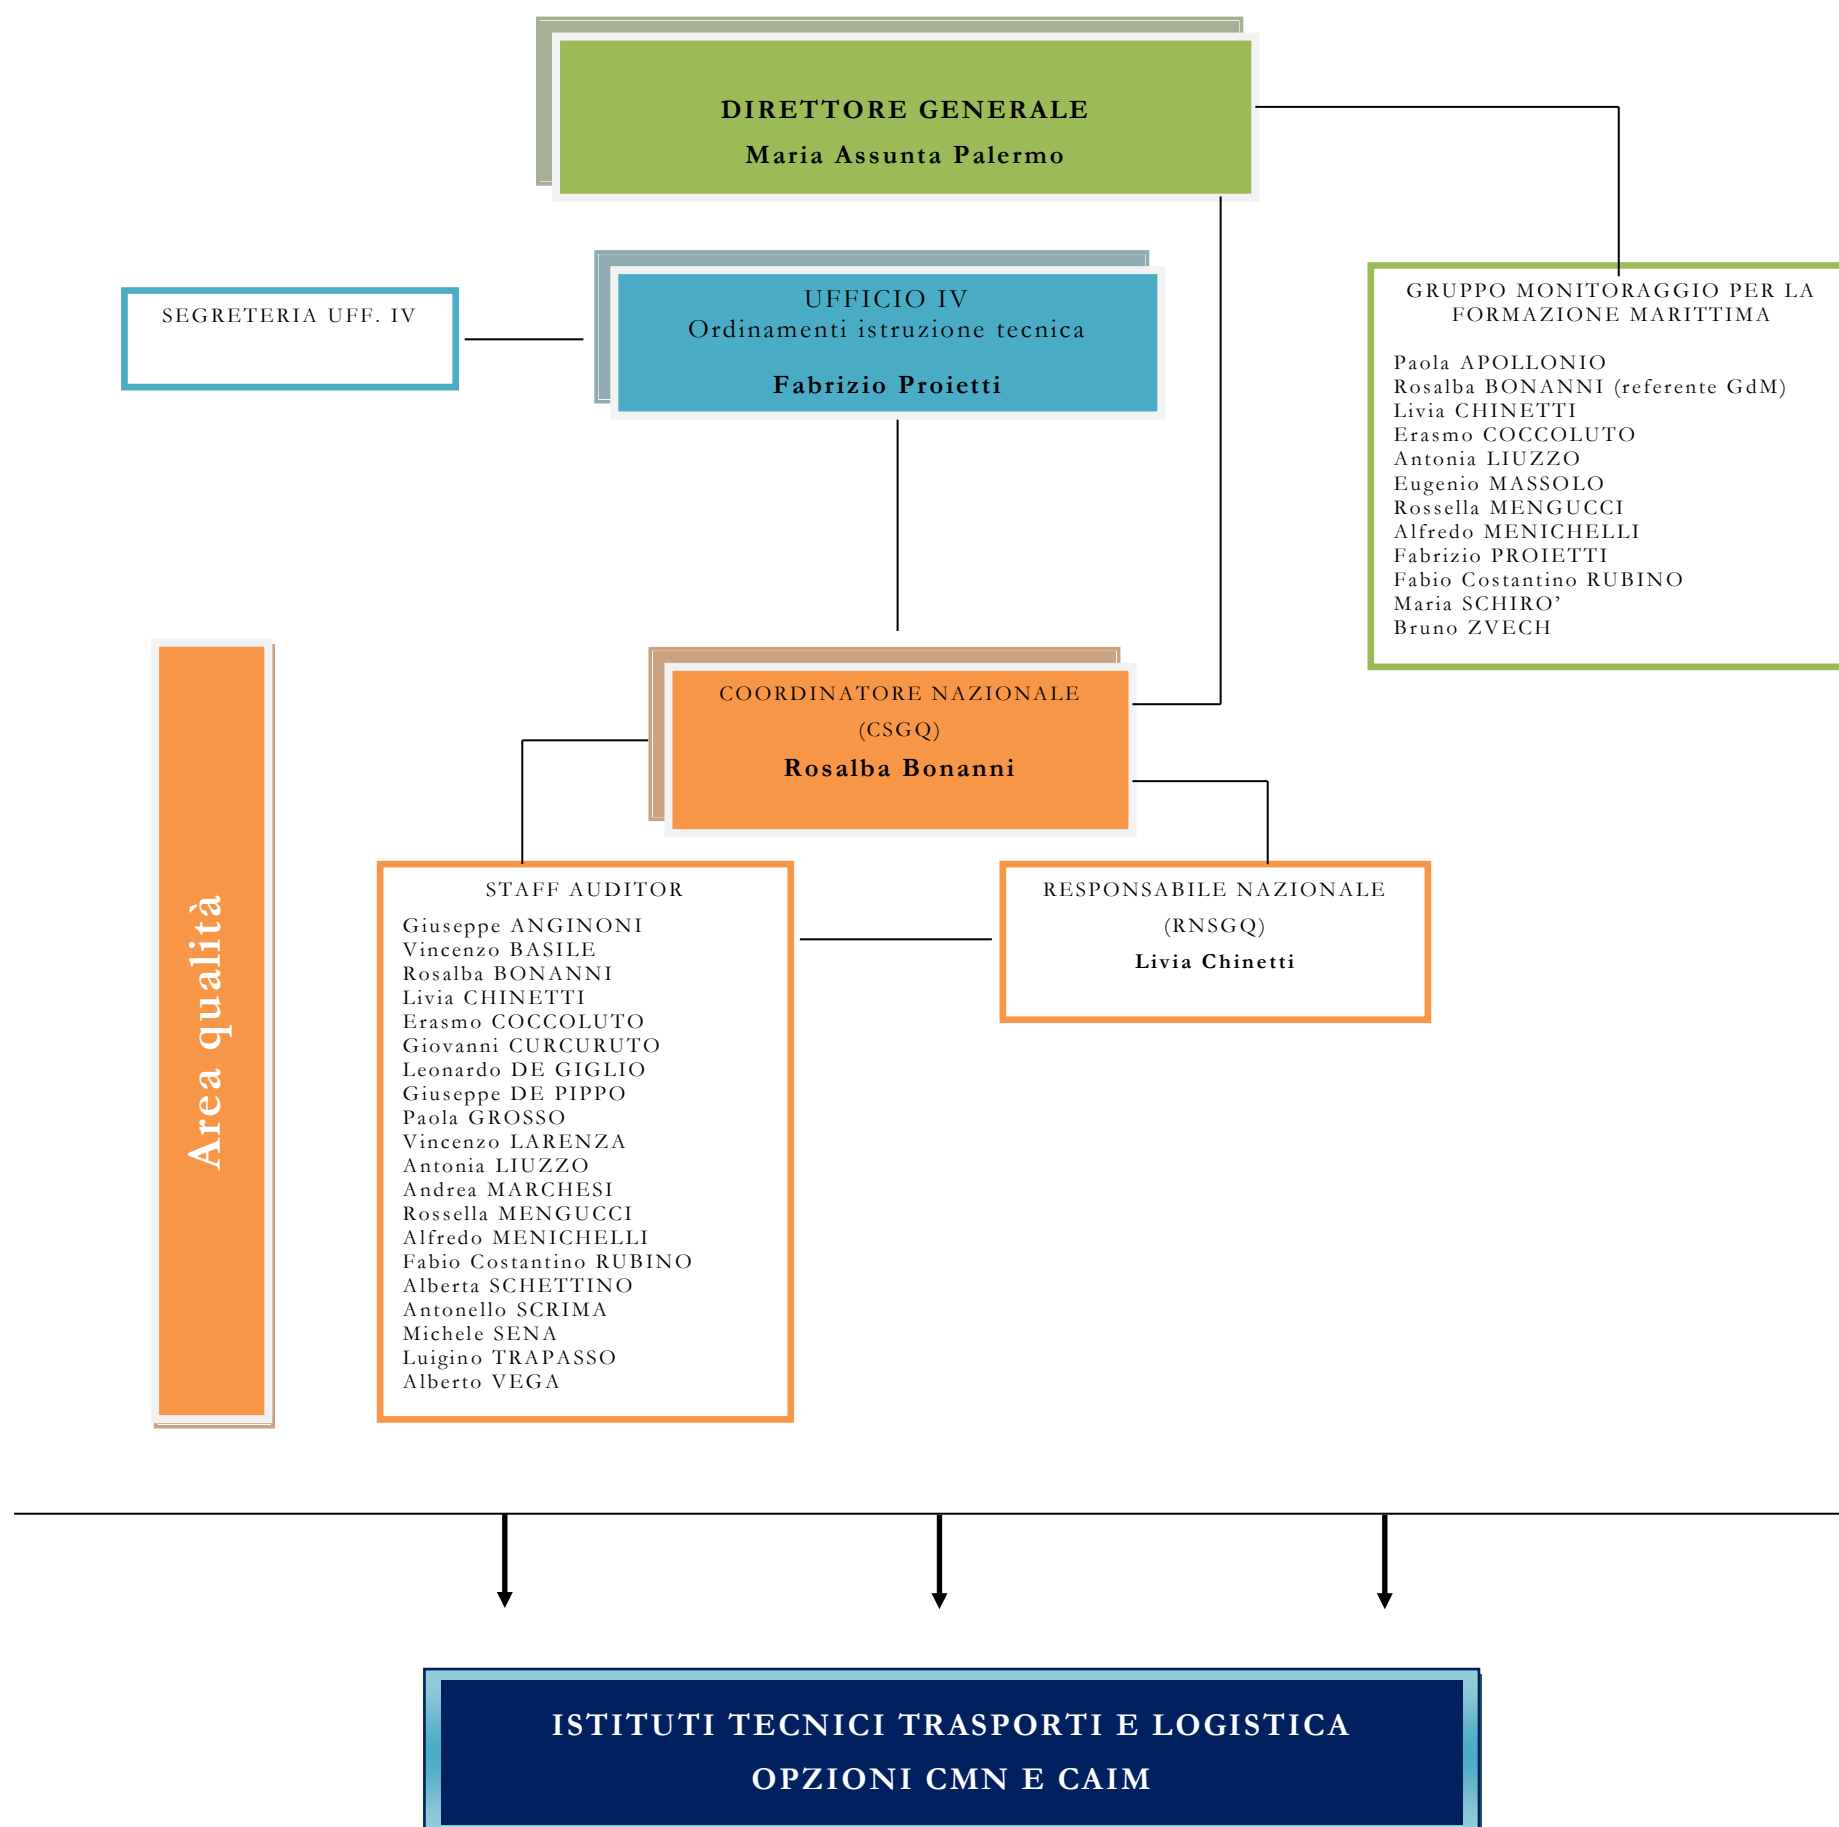 DIRETTORE GENERALE
Maria Assunta Palermo
SEGRETERIA UFF. IV
UFFICIO IV
Ordinamenti istruzione tecnica
Fabrizio Proietti
GRUPPO MONITORAGGIO PER LA
FORMAZIONE MARITTIMA
Paola APOLLONIO
Rosalba BONANNI (referente GdM)
Livia CHINETTI
Erasmo COCCOLUTO
Antonia LIUZZO
Eugenio MASSOLO
Rossella MENGUCCI
Alfredo MENICHELLI
Fabrizio PROIETTI
Fabio Costantino RUBINO
Maria SCHIRO’
Bruno ZVECH
Area qualità
COORDINATORE NAZIONALE
(CSGQ)
Rosalba Bonanni
STAFF AUDITOR
Giuseppe ANGINONI
Vincenzo BASILE
Rosalba BONANNI
Livia CHINETTI
Erasmo COCCOLUTO
Giovanni CURCURUTO
Leonardo DE GIGLIO
Giuseppe DE PIPPO
Paola GROSSO
Vincenzo LARENZA
Antonia LIUZZO
Andrea MARCHESI
Rossella MENGUCCI
Alfredo MENICHELLI
Fabio Costantino RUBINO
Alberta SCHETTINO
Antonello SCRIMA
Michele SENA
Luigino TRAPASSO
Alberto VEGA
RESPONSABILE NAZIONALE
(RNSGQ)
Livia Chinetti
ISTITUTI TECNICI TRASPORTI E LOGISTICA
OPZIONI CMN E CAIM